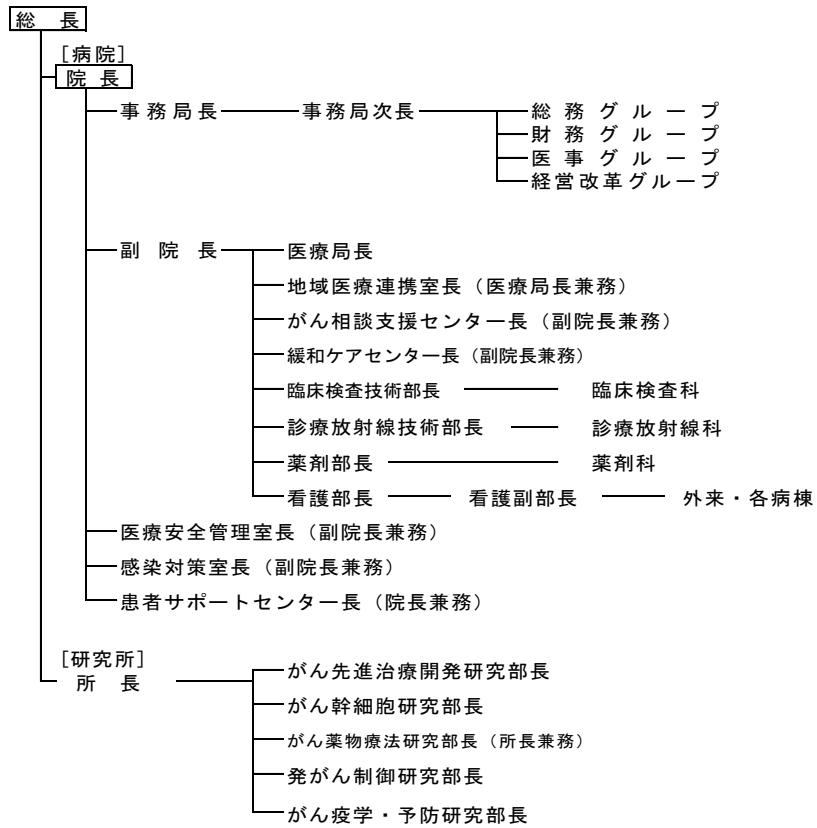 総 長
[病院]
院 長
事務局長 事務局次長 総務グループ
財務グループ
医事グループ
経営改革グループ
副院長 医療局長
地域医療連携室長（医療局長兼務）
がん相談支援センター長（副院長兼務）
緩和ケアセンター長（副院長兼務）
臨床検査技術部長 臨床検査科
診療放射線技術部長 診療放射線科
薬剤部長 薬剤科
看護部長 看護副部長 外来・各病棟
医療安全管理室長（副院長兼務）
感染対策室長（副院長兼務）
患者サポートセンター長（院長兼務）
[研究所]
所 長 がん先進治療開発研究部長
がん幹細胞研究部長
がん薬物療法研究部長（所長兼務）
発がん制御研究部長
がん疫学・予防研究部長